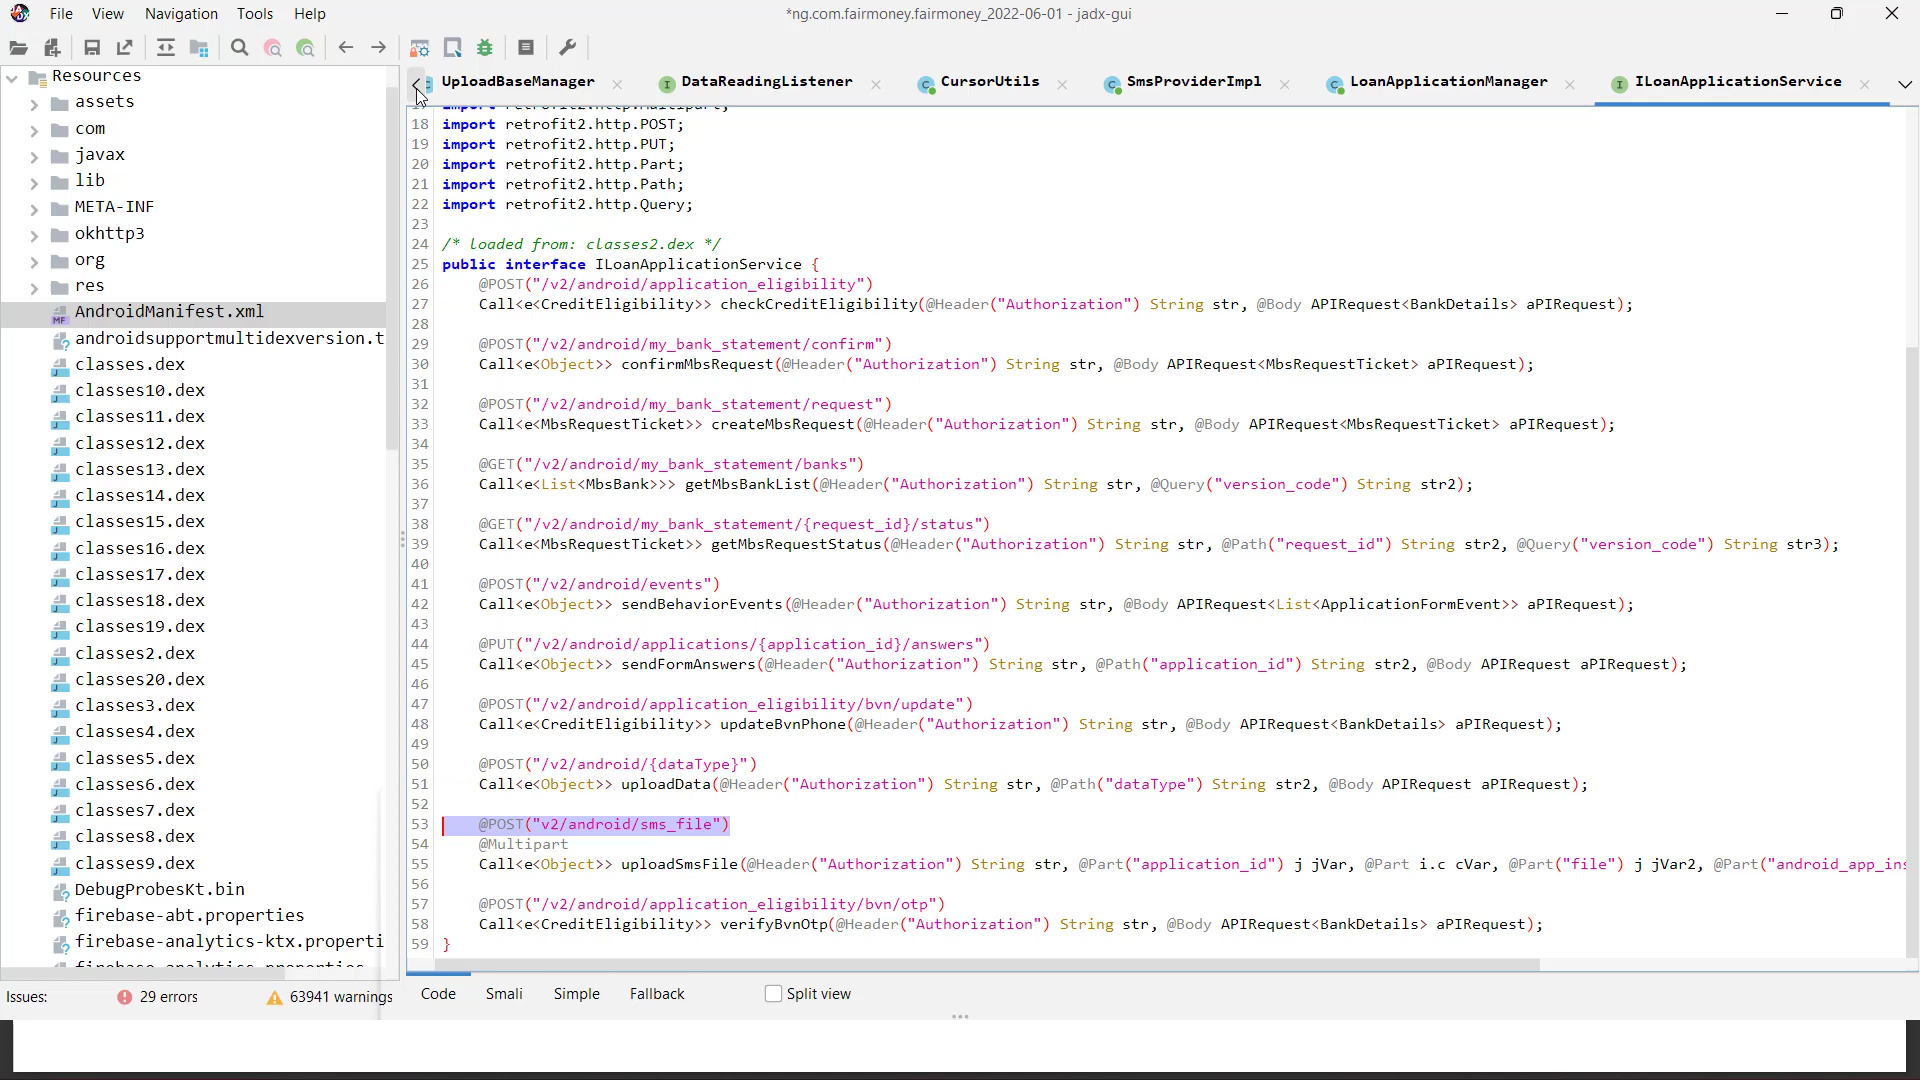 File View Navigation Tools Help
*ng.com.fairmoney.fairmoney_2022-06-01 - jadx-gui
UploadBaseManager DataReadingListener CursorUtils SmsProviderImpl LoanApplicationManager ILoanApplicationService
Resources
assets
com
javax
lib
META-INF
okhttp3
org
res
AndroidManifest.xml
androidsupportmultidexversion.t
classes.dex
classes10.dex
classes11.dex
classes12.dex
classes13.dex
classes14.dex
classes15.dex
classes16.dex
classes17.dex
classes18.dex
classes19.dex
classes2.dex
classes20.dex
classes3.dex
classes4.dex
classes5.dex
classes6.dex
classes7.dex
classes8.dex
classes9.dex
DebugProbesKt.bin
firebase-abt.properties
firebase-analytics-ktx.properti
18 import retrofit2.http.POST;
19 import retrofit2.http.PUT;
20 import retrofit2.http.Part;
21 import retrofit2.http.Path;
22 import retrofit2.http.Query;
23
24 /* loaded from: classes2.dex */
25 public interface ILoanApplicationService {
26 @POST("/v2/android/application_eligibility")
27 Call<e<CreditEligibility>> checkCreditEligibility(@Header("Authorization") String str, @Body APIRequest<BankDetails> aPIRequest);
28
29 @POST("/v2/android/my_bank_statement/confirm")
30 Call<e<Object>> confirmMbsRequest(@Header("Authorization") String str, @Body APIRequest<MbsRequestTicket> aPIRequest);
31
32 @POST("/v2/android/my_bank_statement/request")
33 Call<e<MbsRequestTicket>> createMbsRequest(@Header("Authorization") String str, @Body APIRequest<MbsRequestTicket> aPIRequest);
34
35 @GET("/v2/android/my_bank_statement/banks")
36 Call<e<List<MbsBank>>> getMbsBankList(@Header("Authorization") String str, @Query("version_code") String str2);
37
38 @GET("/v2/android/my_bank_statement/{request_id}/status")
39 Call<e<MbsRequestTicket>> getMbsRequestStatus(@Header("Authorization") String str, @Path("request_id") String str2, @Query("version_code") String str3);
40
41 @POST("/v2/android/events")
42 Call<e<Object>> sendBehaviorEvents(@Header("Authorization") String str, @Body APIRequest<List<ApplicationFormEvent>> aPIRequest);
43
44 @PUT("/v2/android/applications/{application_id}/answers")
45 Call<e<Object>> sendFormAnswers(@Header("Authorization") String str, @Path("application_id") String str2, @Body APIRequest aPIRequest);
46
47 @POST("/v2/android/application_eligibility/bvn/update")
48 Call<e<CreditEligibility>> updateBvnPhone(@Header("Authorization") String str, @Body APIRequest<BankDetails> aPIRequest);
49
50 @POST("/v2/android/{dataType}")
51 Call<e<Object>> uploadData(@Header("Authorization") String str, @Path("dataType") String str2, @Body APIRequest aPIRequest);
52
53 @POST("v2/android/sms_file")
54 @Multipart
55 Call<e<Object>> uploadSmsFile(@Header("Authorization") String str, @Part("application_id") j jVar, @Part i.c cVar, @Part("file") j jVar2, @Part("android_app_ins
56
57 @POST("/v2/android/application_eligibility/bvn/otp")
58 Call<e<CreditEligibility>> verifyBvnOtp(@Header("Authorization") String str, @Body APIRequest<BankDetails> aPIRequest);
59 }
Issues: 29 errors 63941 warnings
Code Smali Simple Fallback Split view